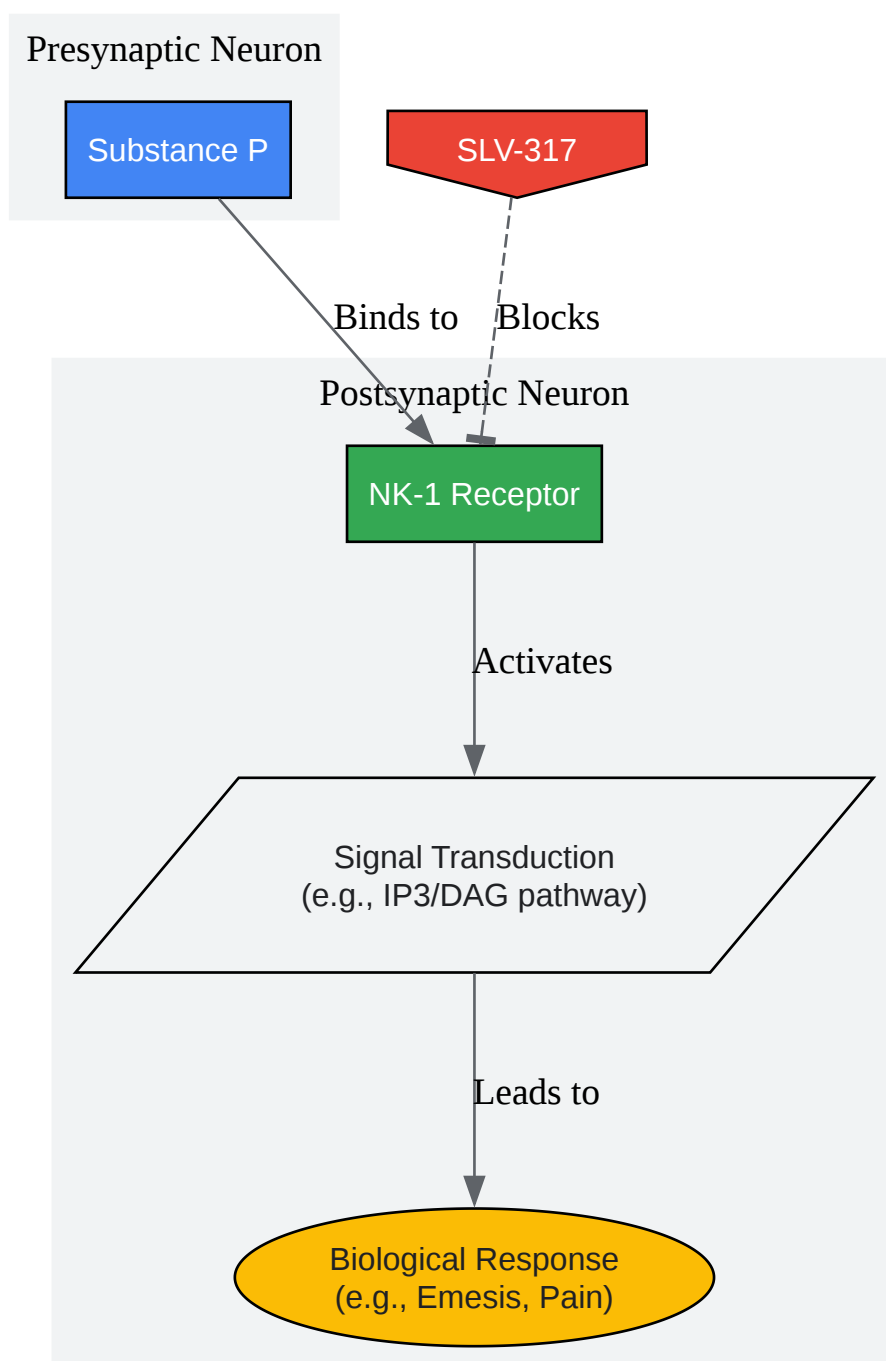 Presynaptic Neuron
Substance P
SLV-317
Binds to
Blocks
Postsynaptic Neuron
NK-1 Receptor
Activates
Signal Transduction
(e.g., IP3/DAG pathway)
Leads to
Biological Response
(e.g., Emesis, Pain)